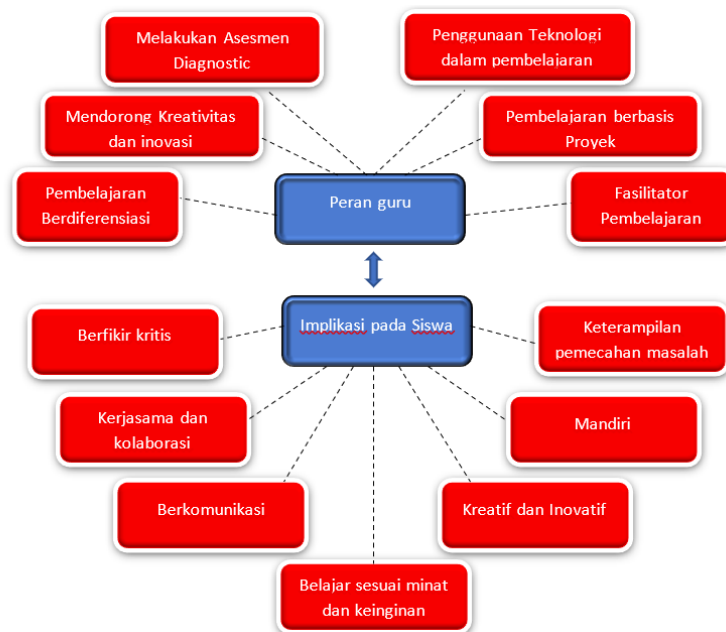 Melakukan Asesmen
Diagnostic
Penggunaan Teknologi
dalam pembelajaran
Mendorong Kreativitas
dan inovasi
Pembelajaran berbasis
Proyek
Pembelajaran
Berdiferensiasi
Peran guru
Fasilitator
Pembelajaran
Berfikir kritis
Implikasi pada Siswa
Keterampilan
pemecahan masalah
Kerjasama dan
kolaborasi
Mandiri
Berkomunikasi
Kreatif dan Inovatif
Belajar sesuai minat
dan keinginan